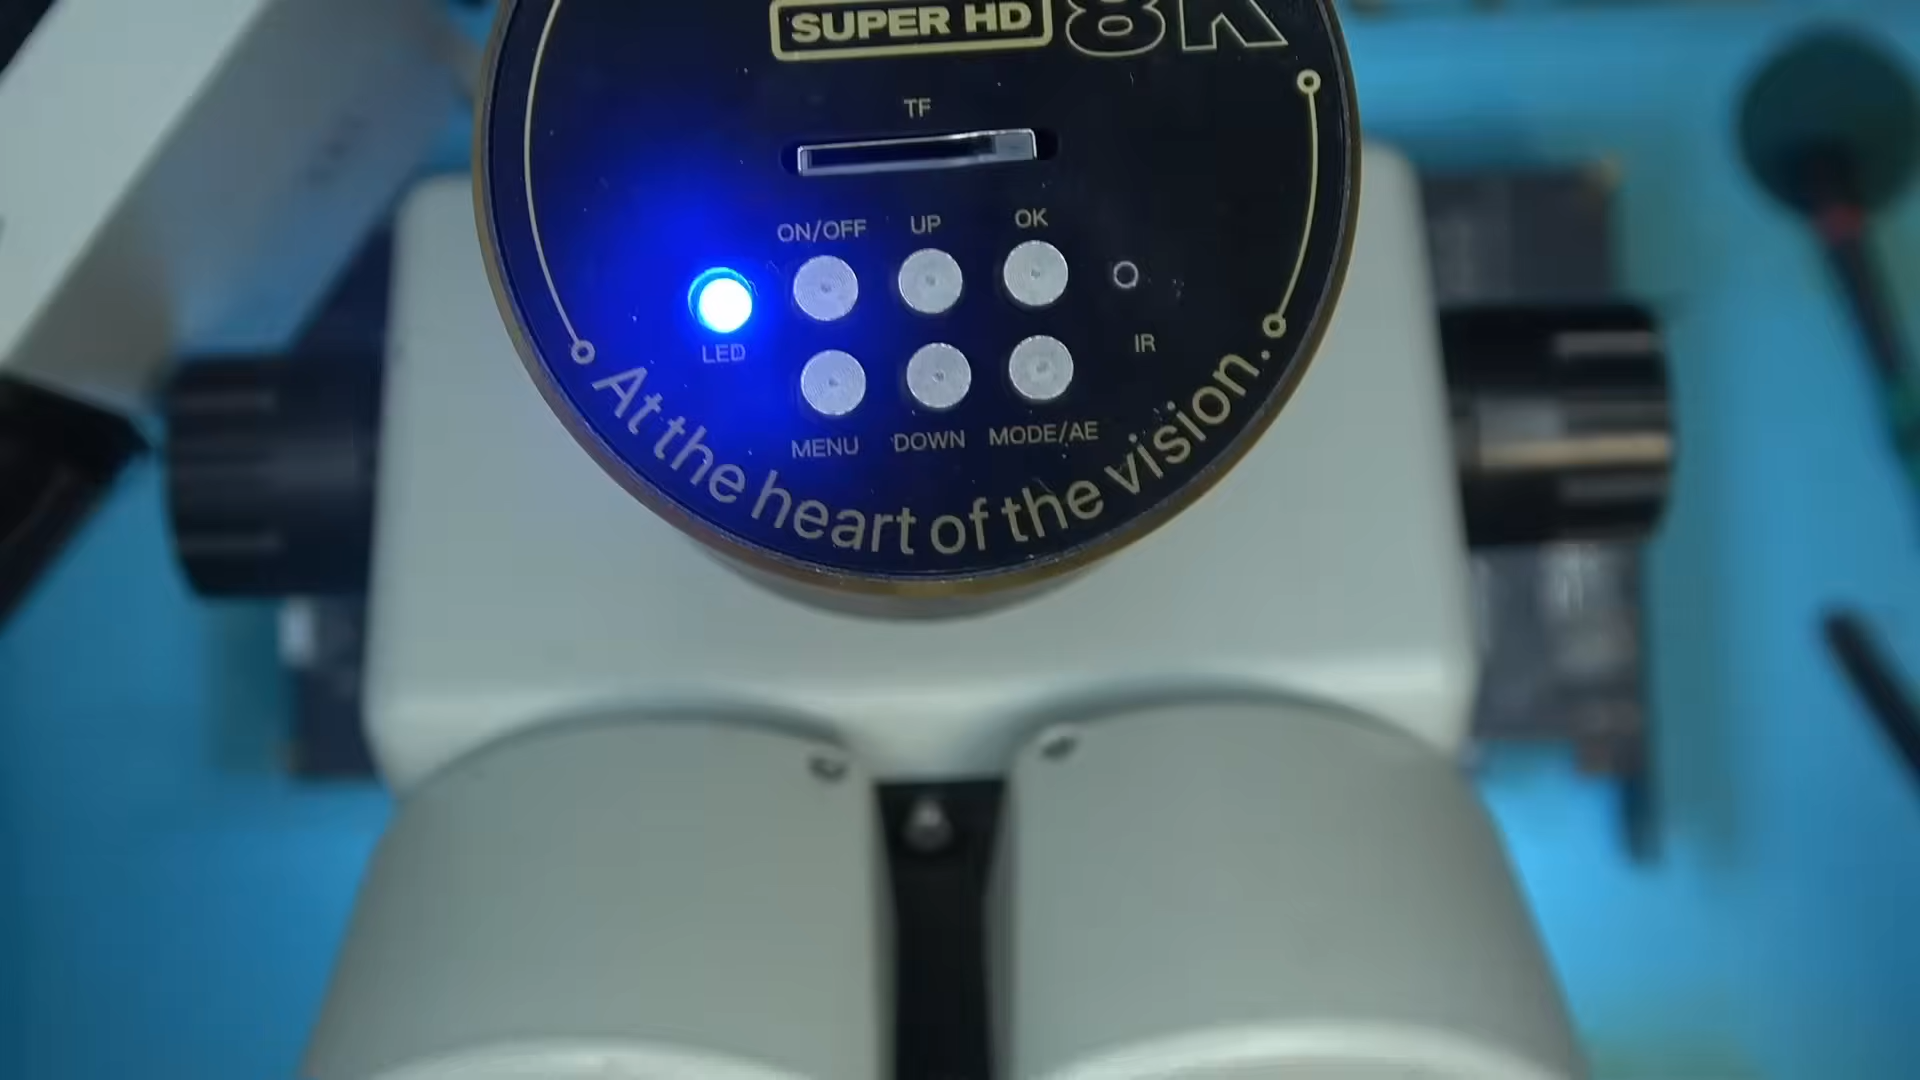 SUPER HD 8K
TF
ON/OFF UP OK
LED IR
MENU DOWN MODE/AE
At the heart of the vision.